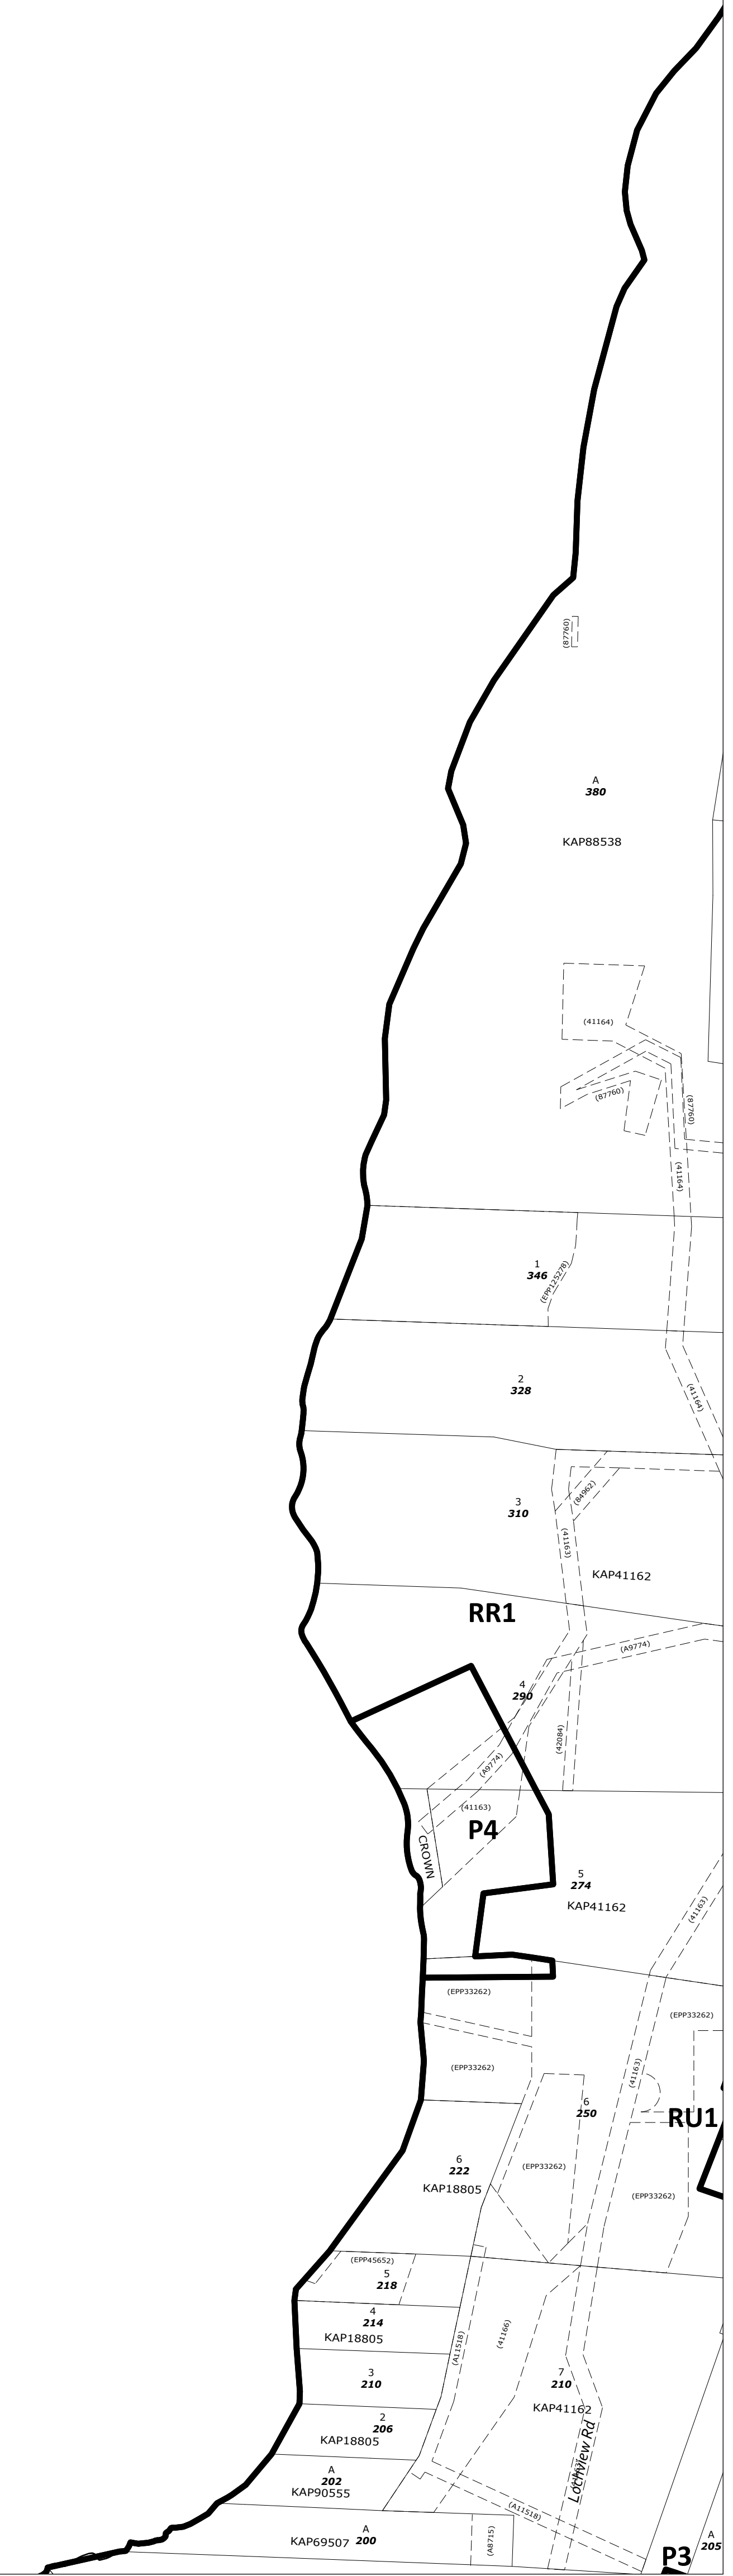 (87760)
A
380
KAP88538
(41164)
(87760)
(87760)
(41164)
1
346
(EPP125278)
2
328
(41164)
3
310
(84962)
(41163)
KAP41162
RR1
(A9774)
4
290
(42084)
(A9774)
(41163)
P4
CROWN
5
274
KAP41162
(41163)
(EPP33262)
(EPP33262)
(EPP33262)
(41163)
6
250
RU1
6
222
KAP18805
(EPP33262)
(EPP33262)
(EPP45652)
5
218
4
214
KAP18805
(A11518)
(41166)
3
210
7
210
KAP41162
2
206
KAP18805
Lochview Rd
A
202
KAP90555
(A11518)
A
200
KAP69507
(A8715)
A
205
P3